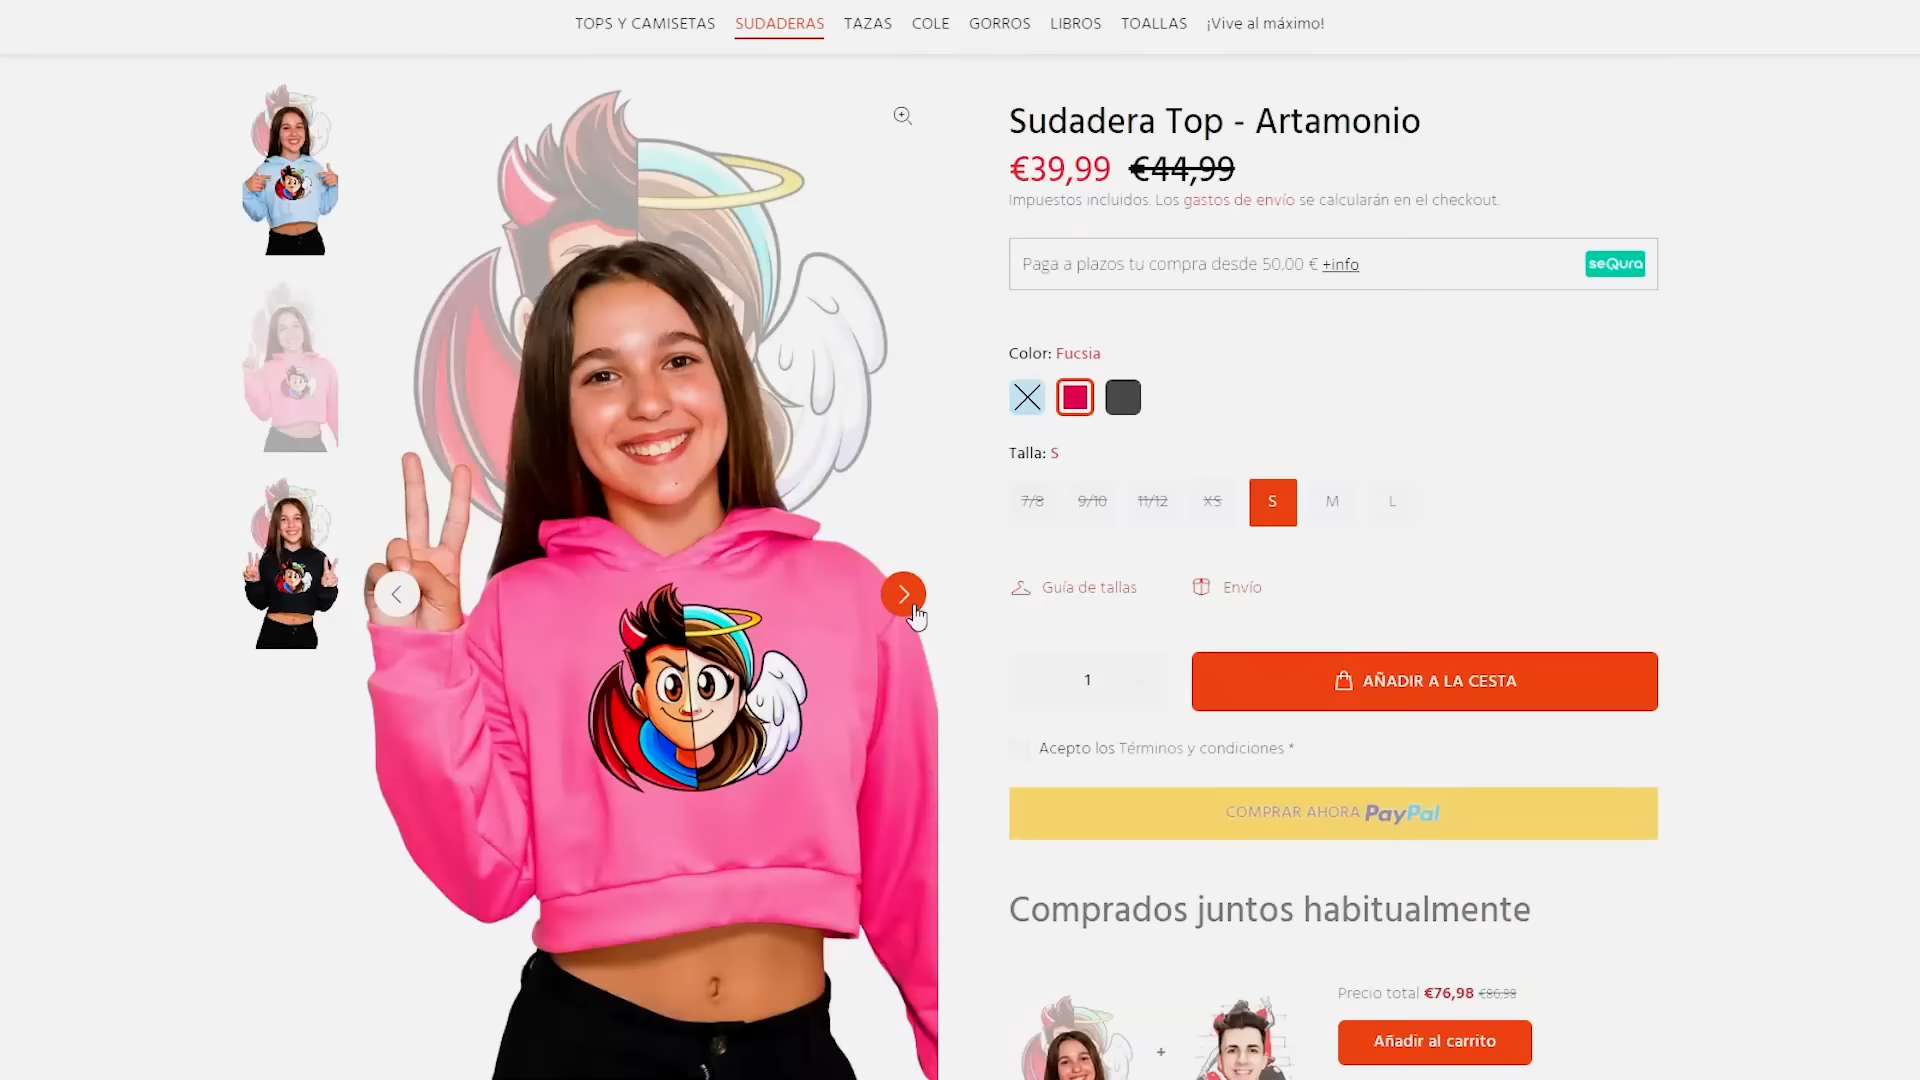 TOPS Y CAMISETAS SUDADERAS TAZAS COLE GORROS LIBROS TOALLAS ¡Vive al máximo!
Sudadera Top - Artamonio
€39,99 €44,99
Impuestos incluidos. Los gastos de envío se calcularán en el checkout.
Paga a plazos tu compra desde 50,00 € +info seQura
Color: Fucsia
Talla: S
7/8 9/10 11/12 XS S M L
Guía de tallas Envío
1 AÑADIR A LA CESTA
Acepto los Términos y condiciones *
COMPRAR AHORA PayPal
Comprados juntos habitualmente
Precio total €76,98 €86,98
+
Añadir al carrito